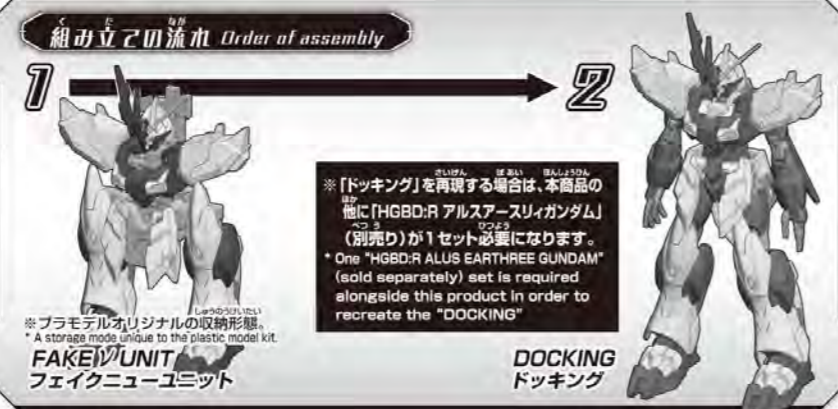 組み立ての流れ Order of assembly
1
2
※「ドッキング」を再現する場合は、本商品の
他に「HGBD:R アルスアースリィガンダム」
（別売り）が1セット必要になります。
* One "HGBD:R ALUS EARTHREE GUNDAM"
(sold separately) set is required
alongside this product in order to
recreate the "DOCKING"
※プラモデルオリジナルの収納形態。
* A storage mode unique to the plastic model kit.
FAKE ν UNIT
フェイクニューユニット
DOCKING
ドッキング